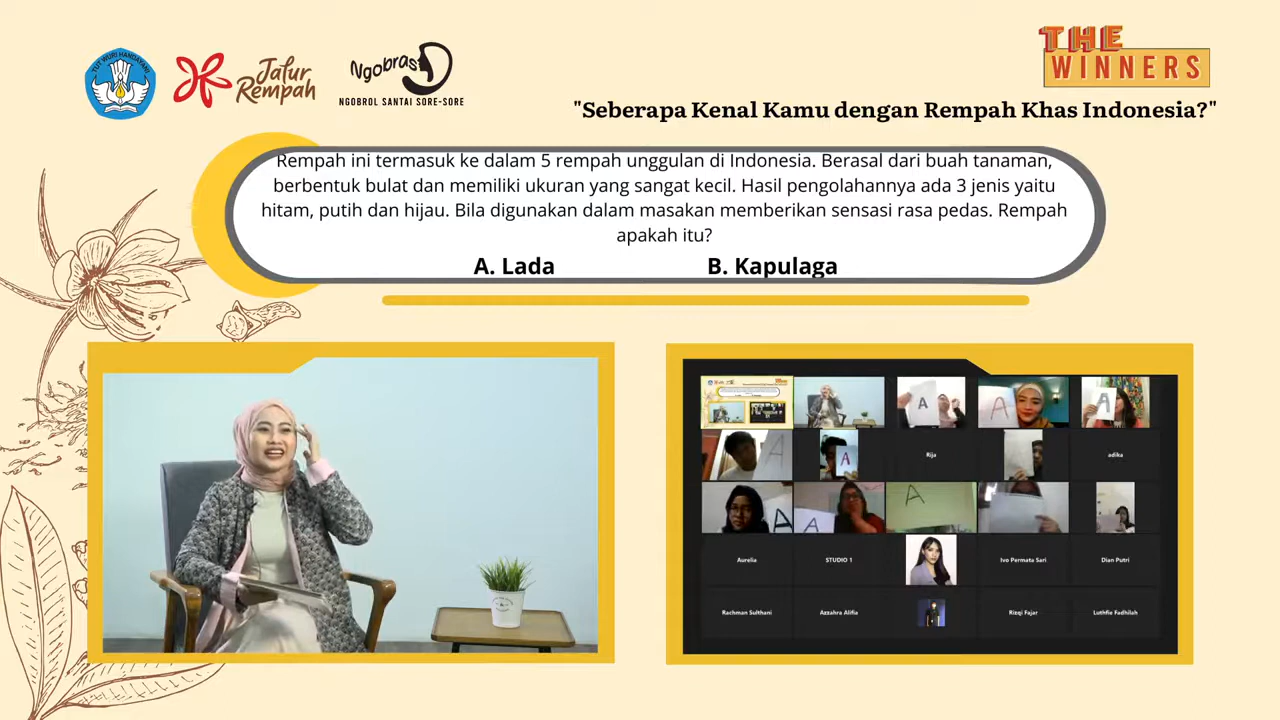 TUT WURI HANDAYANI
Jalur
Rempah
Ngobras
NGOBROL SANTAI SORE-SORE
THE
WINNERS
"Seberapa Kenal Kamu dengan Rempah Khas Indonesia?"
Rempah ini termasuk ke dalam 5 rempah unggulan di Indonesia. Berasal dari buah tanaman,
berbentuk bulat dan memiliki ukuran yang sangat kecil. Hasil pengolahannya ada 3 jenis yaitu
hitam, putih dan hijau. Bila digunakan dalam masakan memberikan sensasi rasa pedas. Rempah
apakah itu?
A. Lada B. Kapulaga
A A A
A A Rija adika
A A A
Aurelia STUDIO 1 Ivo Permata Sari Dian Putri
Rachman Sulthani Azzahra Alifia Rizqi Fajar Luthfie Fadhilah